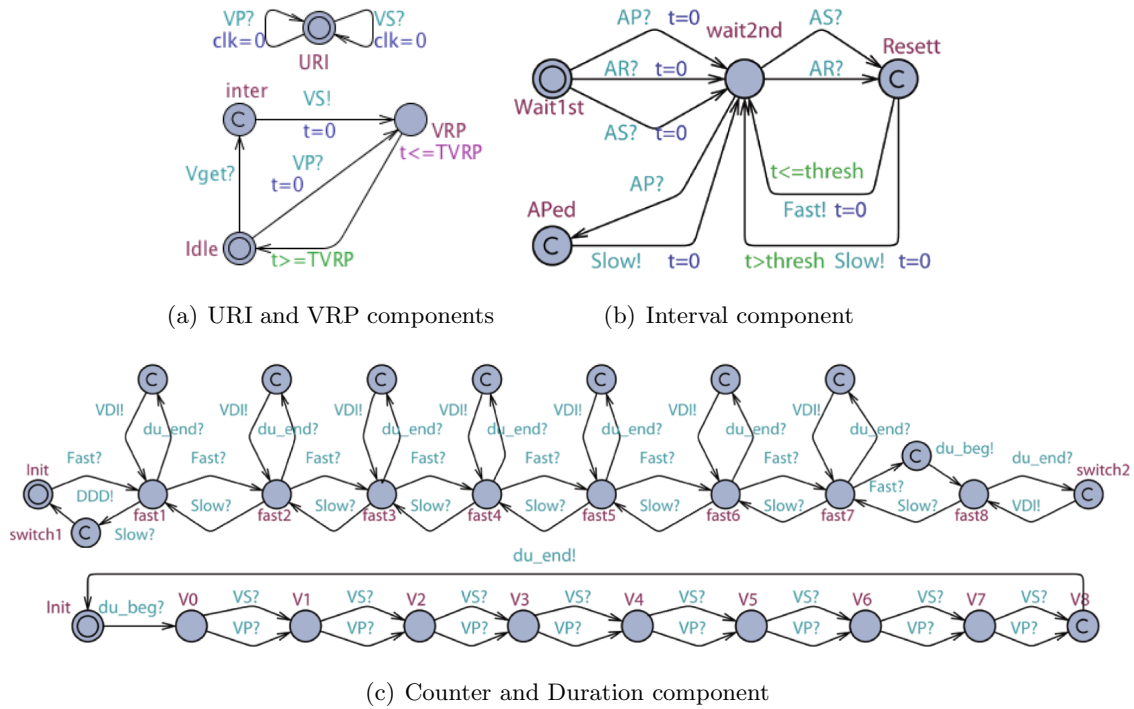 VP? VS?
clk=0 clk=0
URI
inter
VS!
t=0
VRP
t<=TVRP
VP?
t=0
Vget?
Idle
t>=TVRP
(a) URI and VRP components
AP? t=0
wait2nd
AS?
Resett
AR? t=0
AR?
C
Wait1st
AS? t=0
t<=thresh
AP?
Fast! t=0
APed
C
Slow! t=0
t>thresh Slow! t=0
(b) Interval component
C C C C C C C
VDI! VDI! VDI! VDI! VDI! VDI! VDI!
du_end? du_end? du_end? du_end? du_end? du_end? du_end?
du_beg!
du_end?
switch2
Init
Fast? Fast? Fast? Fast? Fast? Fast? Fast? Fast?
DDD!
Slow? Slow? Slow? Slow? Slow? Slow? Slow?
VDI!
fast1 fast2 fast3 fast4 fast5 fast6 fast7 fast8
switch1
Slow?
C
du_end!
Init
du_beg?
V0 V1 V2 V3 V4 V5 V6 V7 V8
VS? VS? VS? VS? VS? VS? VS? VS?
VP? VP? VP? VP? VP? VP? VP? VP?
C
(c) Counter and Duration component